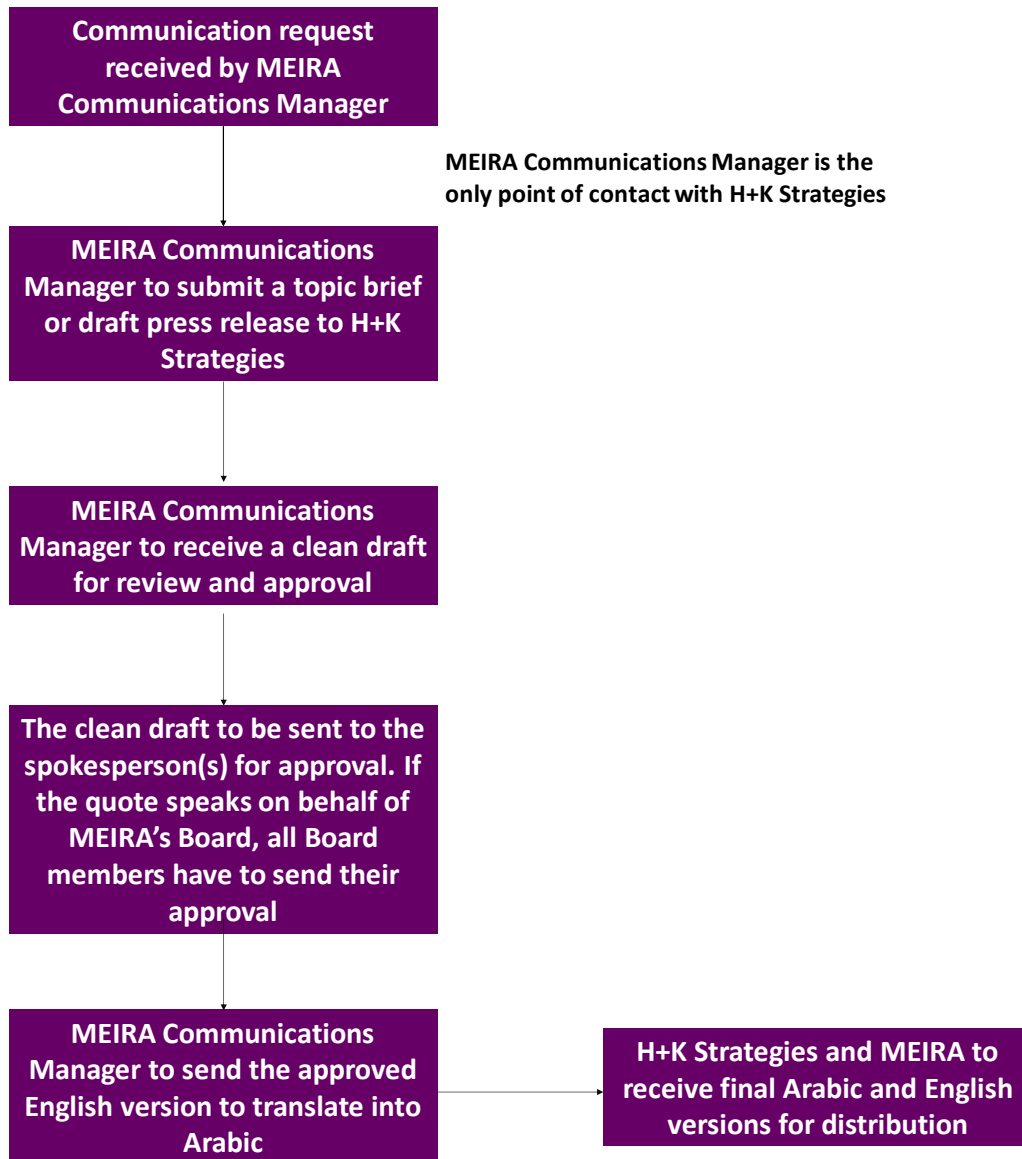 Communication request
received by MEIRA
Communications Manager
MEIRA Communications Manager is the
only point of contact with H+K Strategies
MEIRA Communications
Manager to submit a topic brief
or draft press release to H+K
Strategies
MEIRA Communications
Manager to receive a clean draft
for review and approval
The clean draft to be sent to the
spokesperson(s) for approval. If
the quote speaks on behalf of
MEIRA’s Board, all Board
members have to send their
approval
MEIRA Communications
Manager to send the approved
English version to translate into
Arabic
H+K Strategies and MEIRA to
receive final Arabic and English
versions for distribution